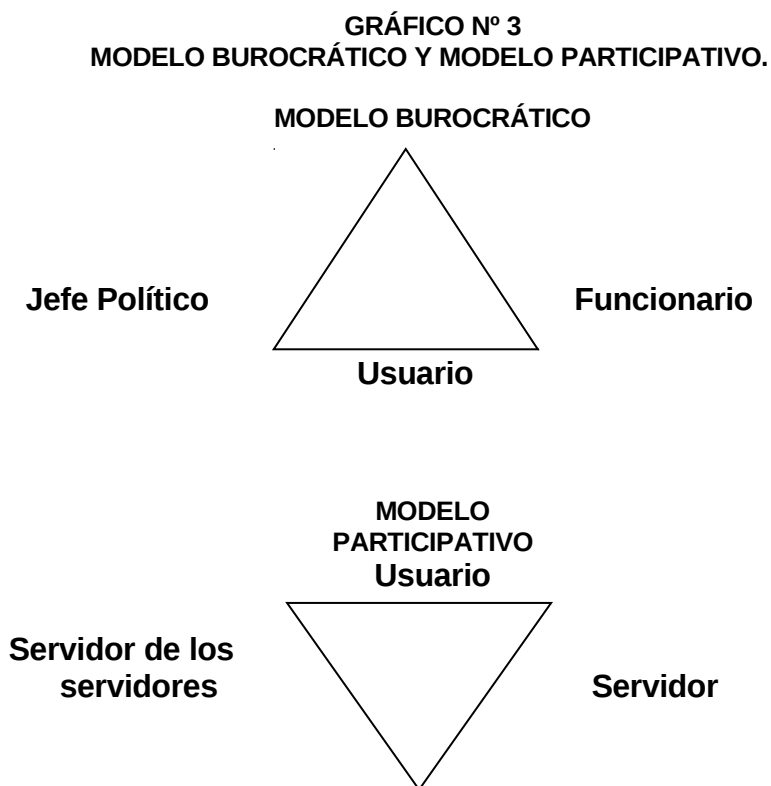 GRÁFICO Nº 3
MODELO BUROCRÁTICO Y MODELO PARTICIPATIVO.
MODELO BUROCRÁTICO
Jefe Político
Funcionario
Usuario
MODELO
PARTICIPATIVO
Usuario
Servidor de los
servidores
Servidor